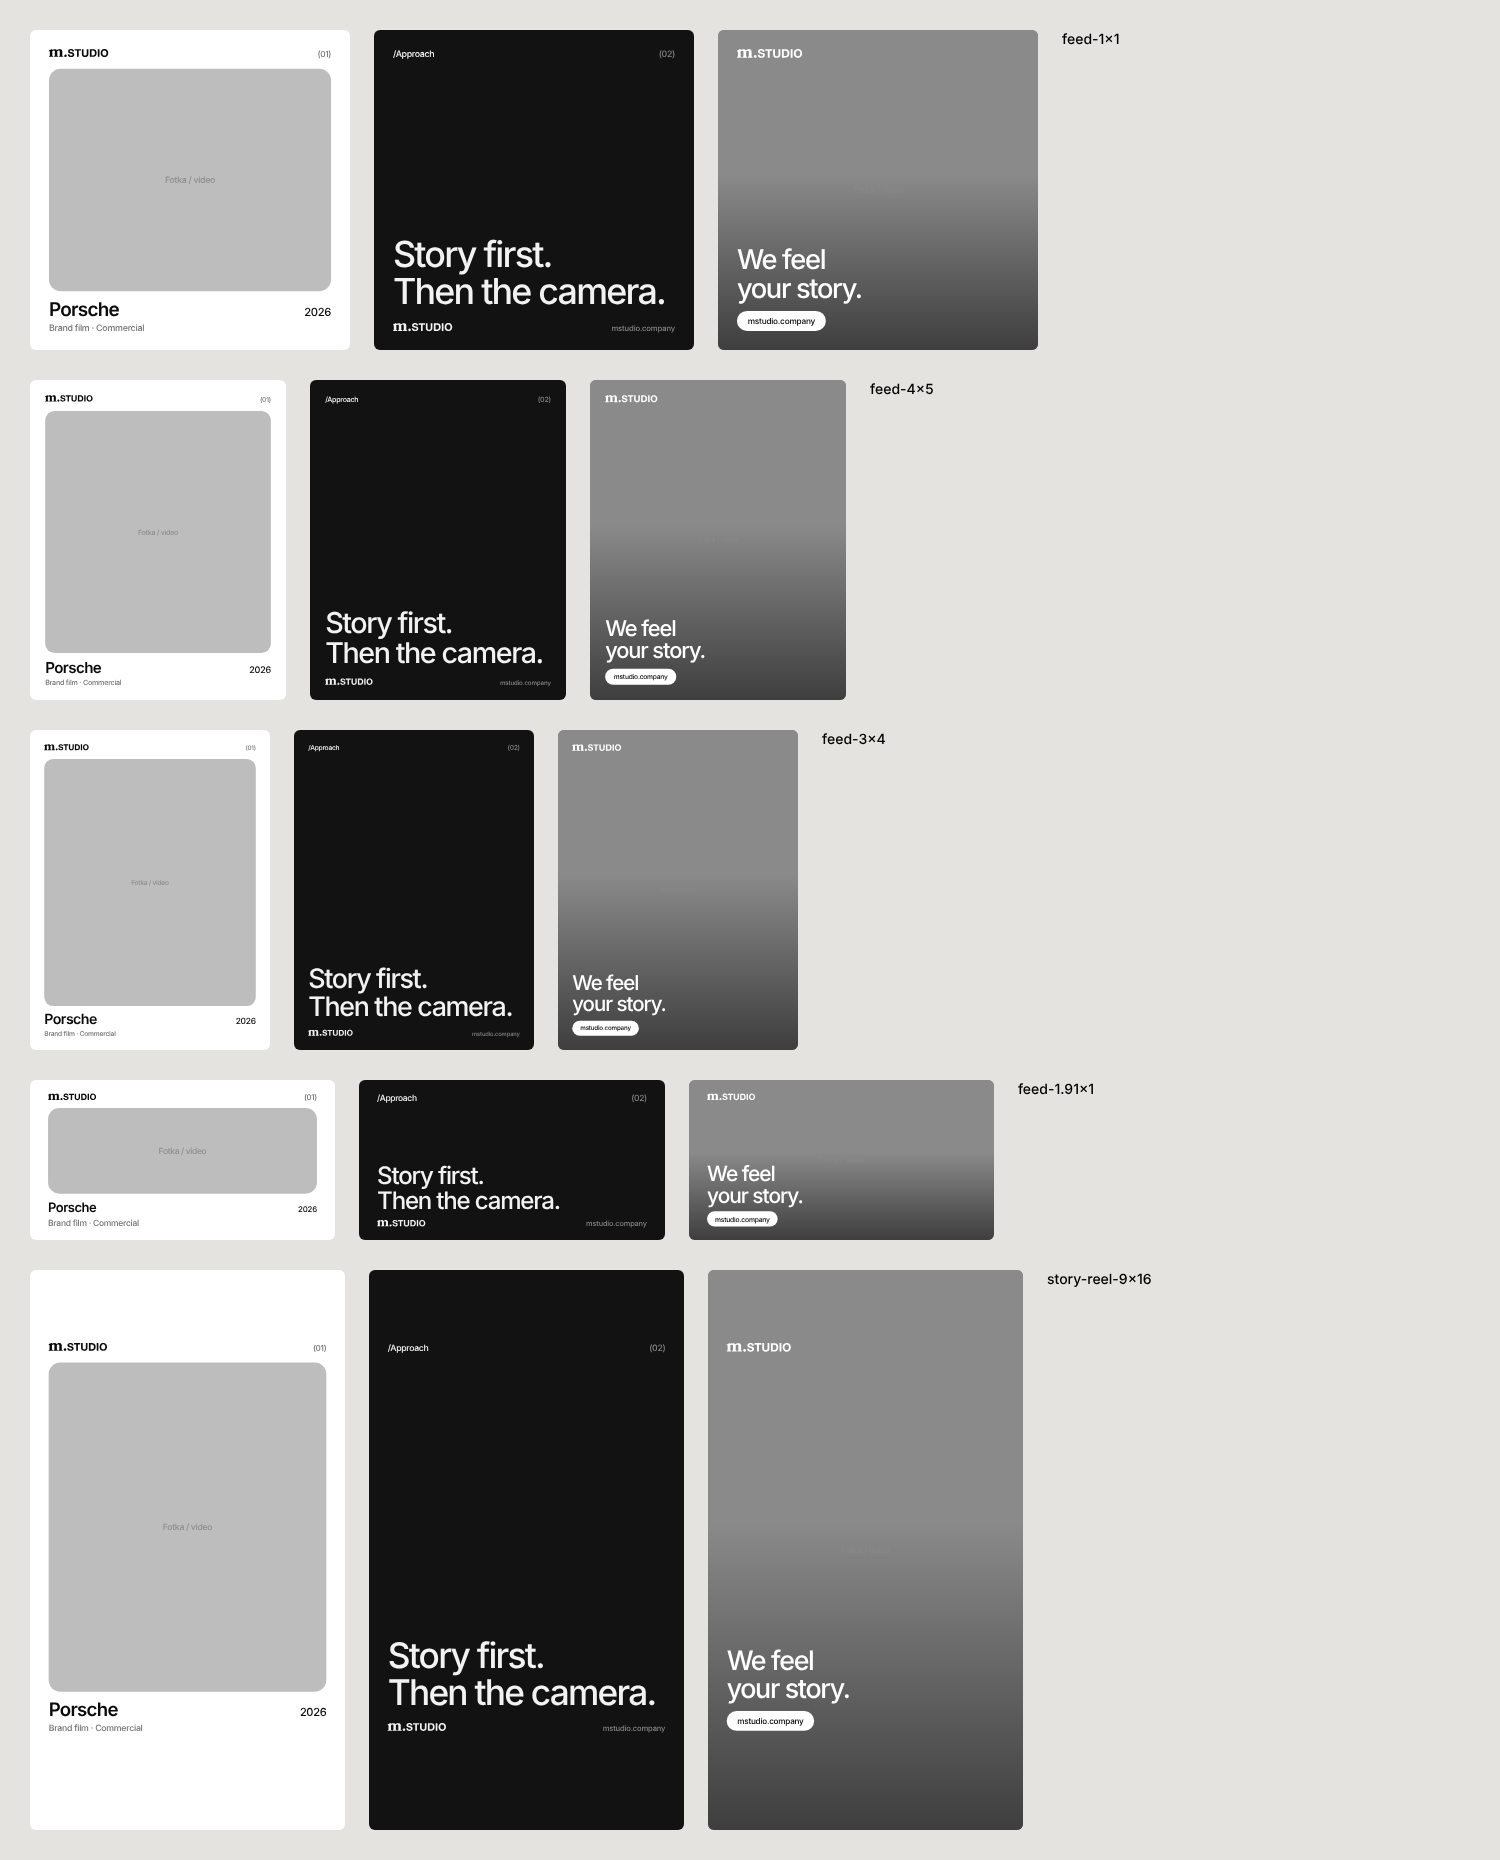 m.STUDIO
(01)
Fotka / video
Porsche
2026
Brand film · Commercial
/Approach
(02)
Story first.
Then the camera.
m.STUDIO
mstudio.company
m.STUDIO
We feel
your story.
mstudio.company
feed-1×1
m.STUDIO
(01)
Fotka / video
Porsche
2026
Brand film · Commercial
/Approach
(02)
Story first.
Then the camera.
m.STUDIO
mstudio.company
m.STUDIO
We feel
your story.
mstudio.company
feed-4×5
m.STUDIO
(01)
Fotka / video
Porsche
2026
Brand film · Commercial
/Approach
(02)
Story first.
Then the camera.
m.STUDIO
mstudio.company
m.STUDIO
We feel
your story.
mstudio.company
feed-3×4
m.STUDIO
(01)
Fotka / video
Porsche
2026
Brand film · Commercial
/Approach
(02)
Story first.
Then the camera.
m.STUDIO
mstudio.company
m.STUDIO
We feel
your story.
mstudio.company
feed-1.91×1
m.STUDIO
(01)
Fotka / video
Porsche
2026
Brand film · Commercial
/Approach
(02)
Story first.
Then the camera.
m.STUDIO
mstudio.company
m.STUDIO
We feel
your story.
mstudio.company
story-reel-9×16